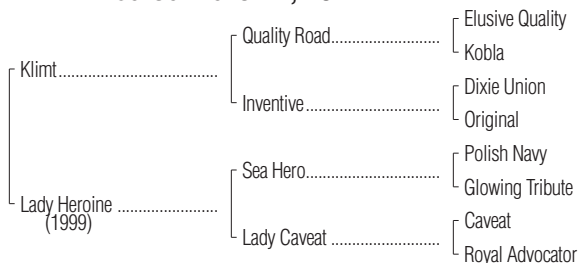 Elusive Quality
Quality Road
Kobla
Klimt
Dixie Union
Inventive
Original
Polish Navy
Sea Hero
Glowing Tribute
Lady Heroine
(1999)
Caveat
Lady Caveat
Royal Advocator